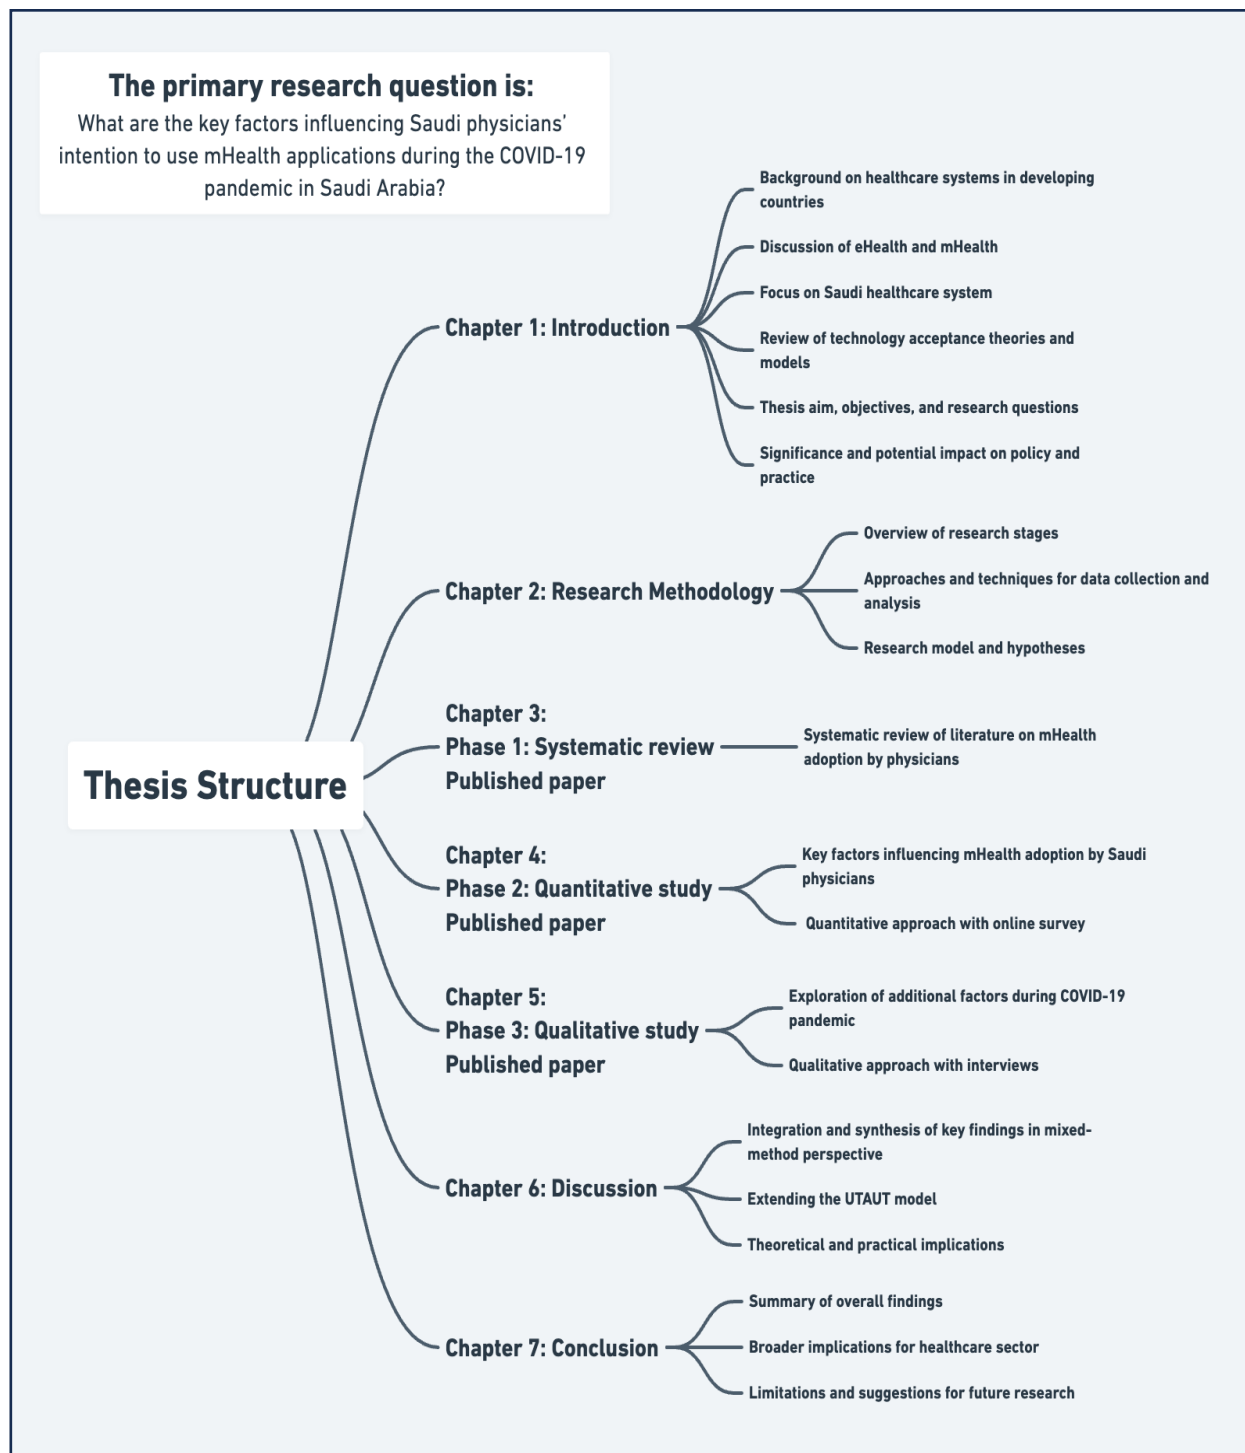 The primary research question is:
What are the key factors influencing Saudi physicians’
intention to use mHealth applications during the COVID-19
pandemic in Saudi Arabia?
Thesis Structure
Chapter 1: Introduction
Background on healthcare systems in developing
countries
Discussion of eHealth and mHealth
Focus on Saudi healthcare system
Review of technology acceptance theories and
models
Thesis aim, objectives, and research questions
Significance and potential impact on policy and
practice
Chapter 2: Research Methodology
Overview of research stages
Approaches and techniques for data collection and
analysis
Research model and hypotheses
Chapter 3:
Phase 1: Systematic review
Published paper
Systematic review of literature on mHealth
adoption by physicians
Chapter 4:
Phase 2: Quantitative study
Published paper
Key factors influencing mHealth adoption by Saudi
physicians
Quantitative approach with online survey
Chapter 5:
Phase 3: Qualitative study
Published paper
Exploration of additional factors during COVID-19
pandemic
Qualitative approach with interviews
Chapter 6: Discussion
Integration and synthesis of key findings in mixed-
method perspective
Extending the UTAUT model
Theoretical and practical implications
Chapter 7: Conclusion
Summary of overall findings
Broader implications for healthcare sector
Limitations and suggestions for future research